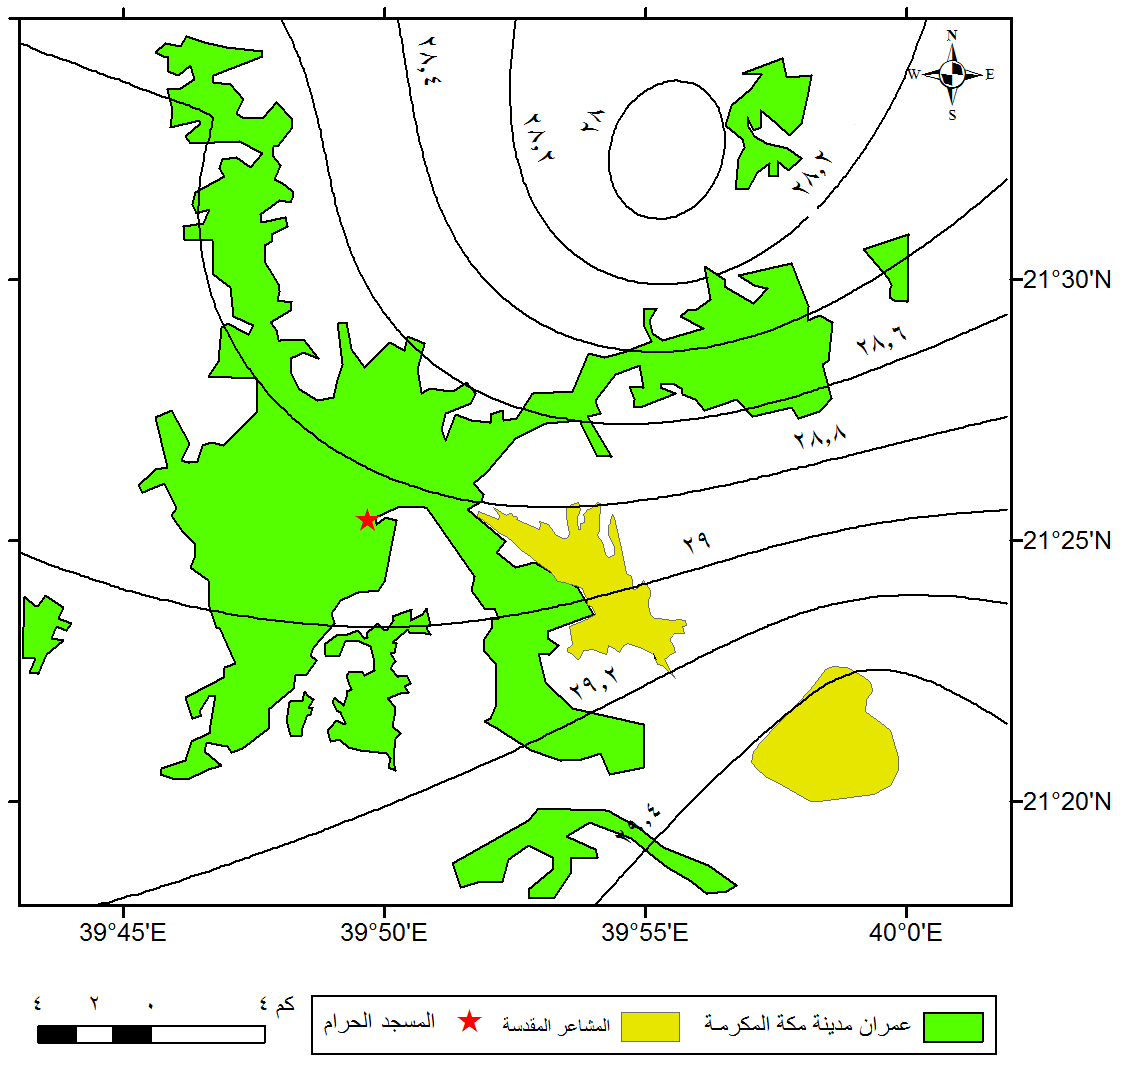 N
W E
S
٢٨,٤
٢٨,٢
٢٨
٢٨,٢
٢٨,٦
٢٨,٨
٢٩
٢٩,٢
٢٩,٤
21°30'N
21°25'N
21°20'N
39°45'E 39°50'E 39°55'E 40°0'E
٤ ٢ ٠ ٤ كم
عمران مدينة مكة المكرمة
المشاعر المقدسة
المسجد الحرام